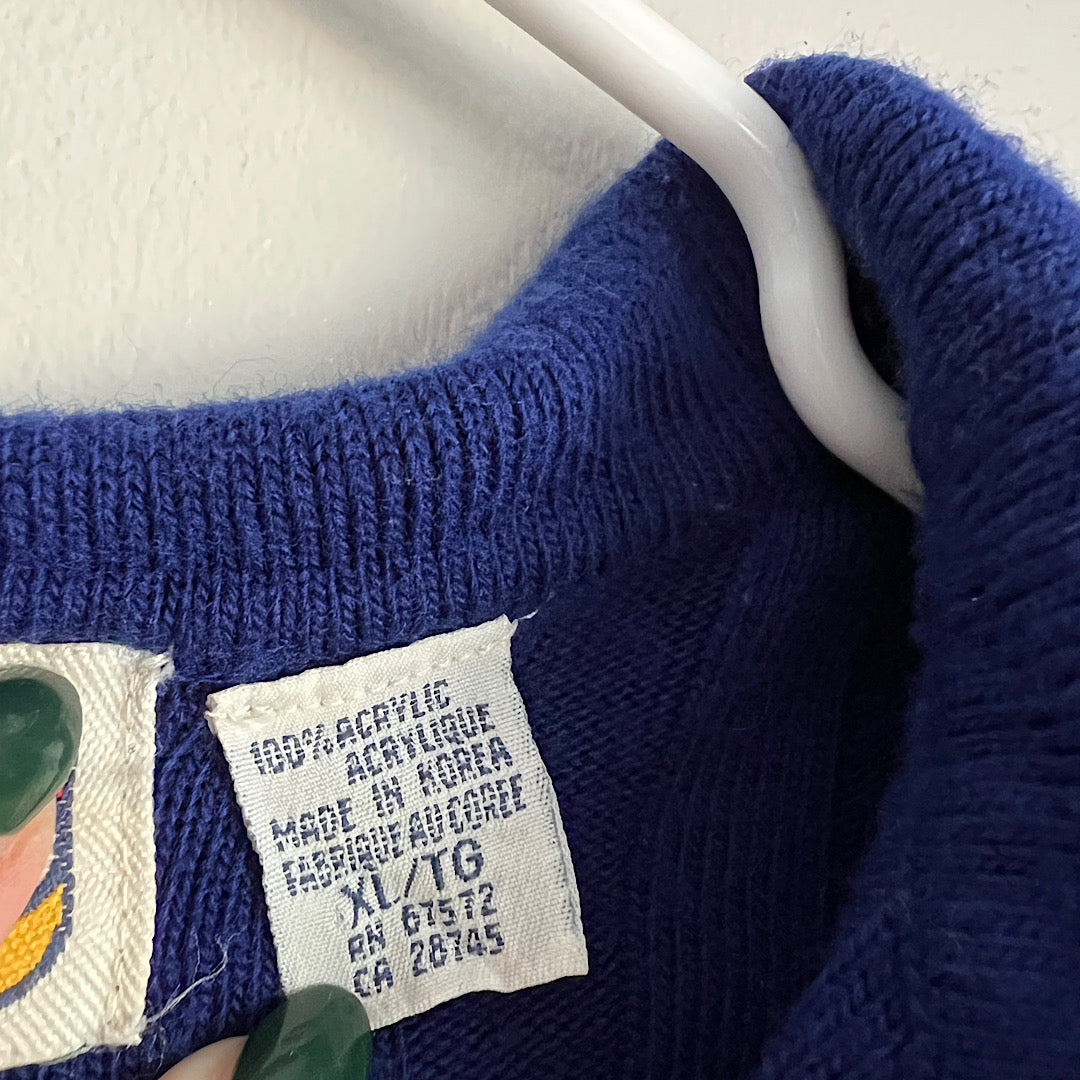 100% ACRYLIC
ACRYLIQUE
MADE IN KOREA
FABRIQUE AU COREE
XL/TG
RN 67572
CA 28745